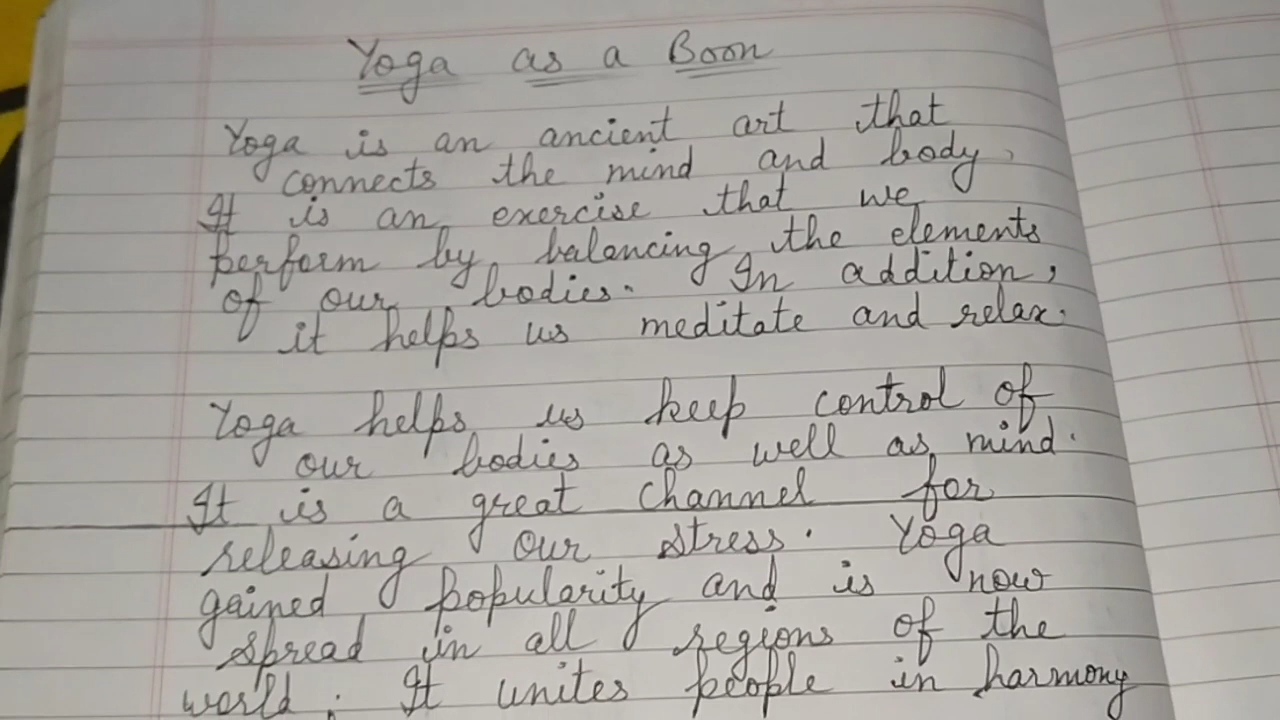 Yoga as a Boon
Yoga is an ancient art that
connects the mind and body.
It is an exercise that we
perform by balancing the elements
of our bodies. In addition,
it helps us meditate and relax.
Yoga helps us keep control of
our bodies as well as mind.
It is a great channel for
releasing our stress. Yoga
gained popularity and is now
spread in all regions of the
world. It unites people in harmony